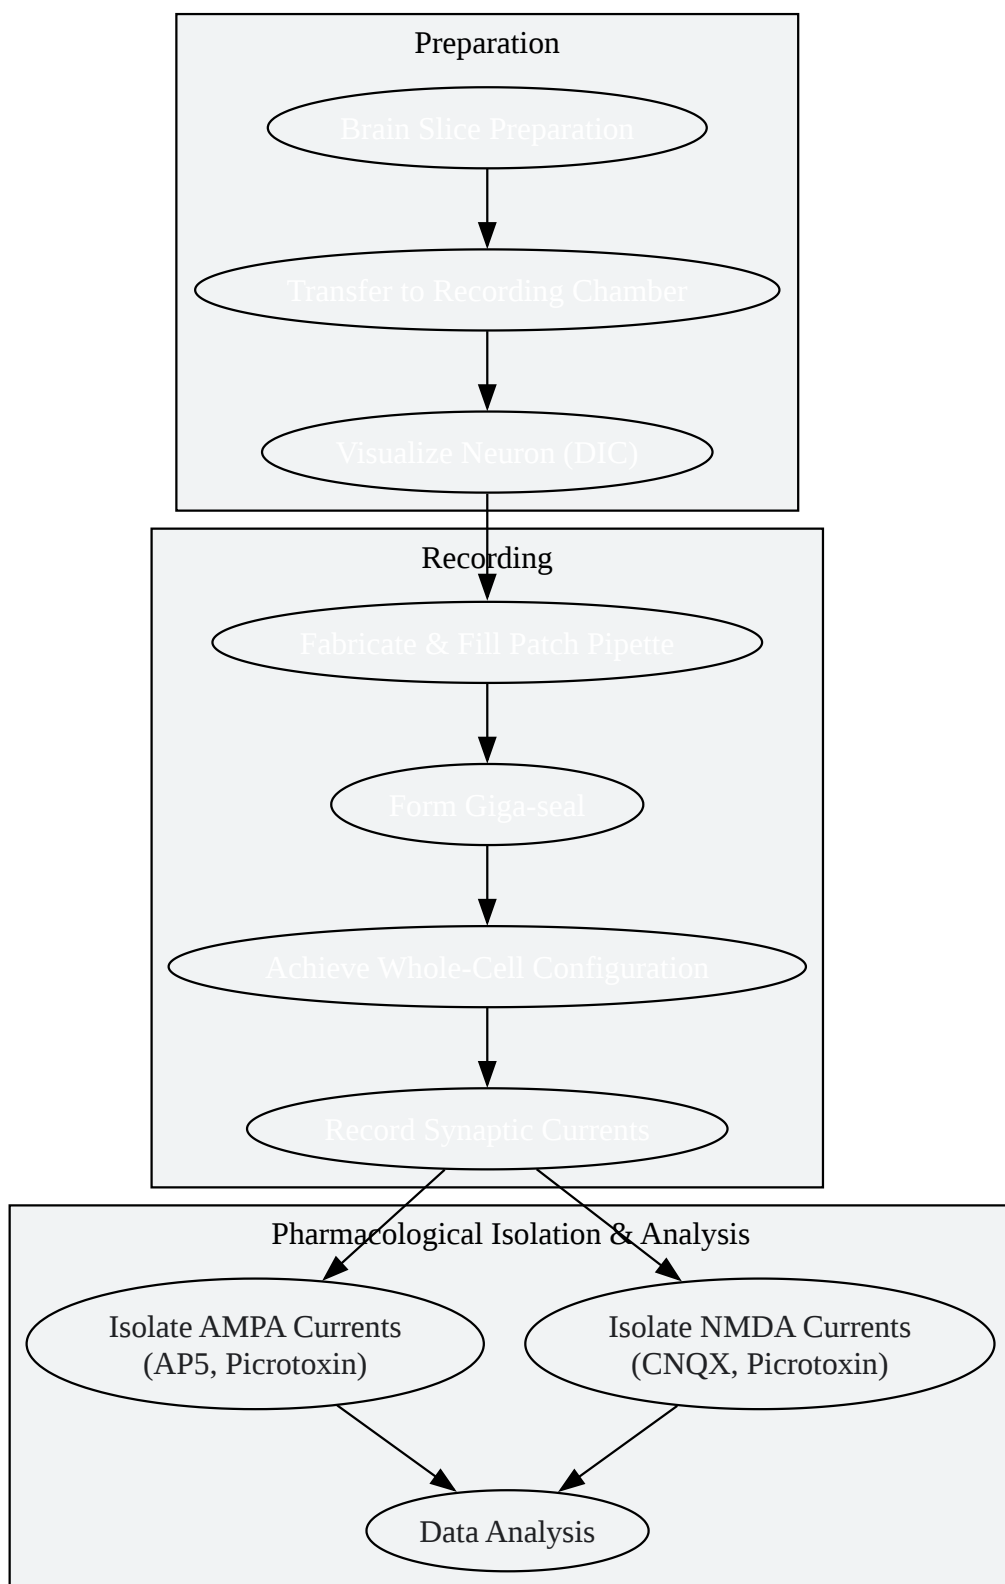 Preparation
Brain Slice Preparation
Transfer to Recording Chamber
Visualize Neuron (DIC)
Recording
Fabricate & Fill Patch Pipette
Form Giga-seal
Achieve Whole-Cell Configuration
Record Synaptic Currents
Pharmacological Isolation & Analysis
Isolate AMPA Currents
(AP5, Picrotoxin)
Isolate NMDA Currents
(CNQX, Picrotoxin)
Data Analysis